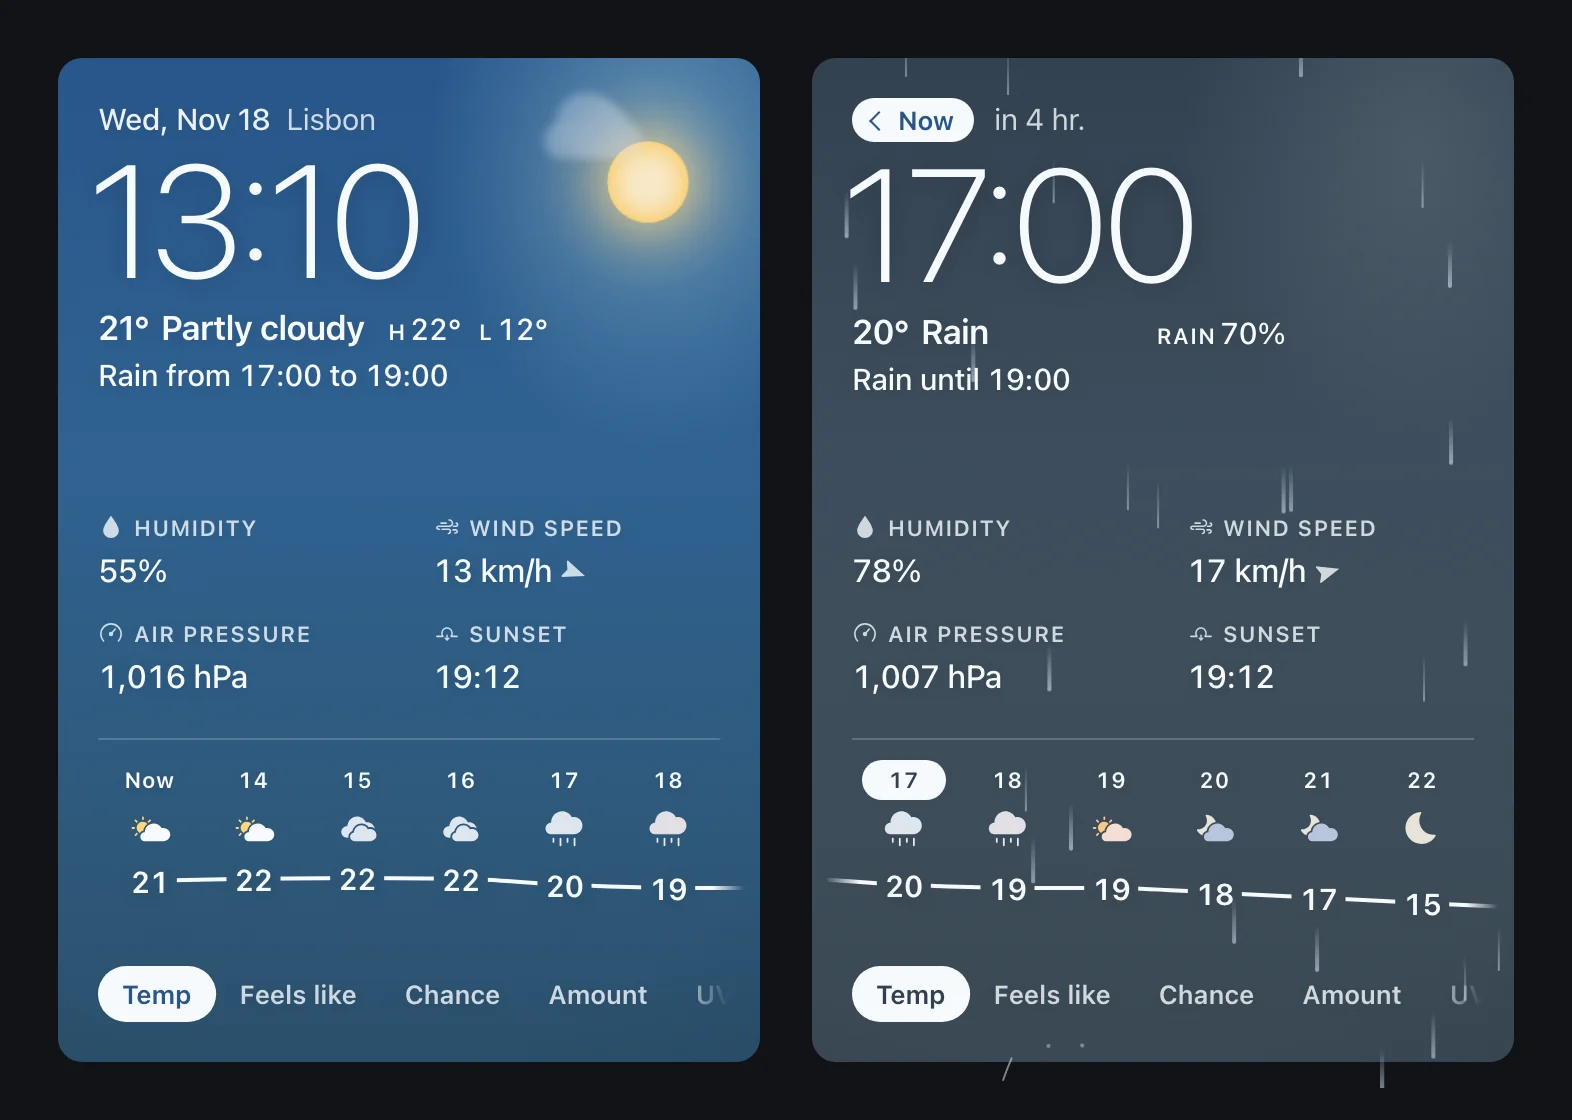 Wed, Nov 18 Lisbon
13:10
21° Partly cloudy H 22° L 12°
Rain from 17:00 to 19:00
HUMIDITY WIND SPEED
55% 13 km/h
AIR PRESSURE SUNSET
1,016 hPa 19:12
Now 14 15 16 17 18
21 22 22 22 20 19
Temp Feels like Chance Amount UV
Now in 4 hr.
17:00
20° Rain RAIN 70%
Rain until 19:00
HUMIDITY WIND SPEED
78% 17 km/h
AIR PRESSURE SUNSET
1,007 hPa 19:12
17 18 19 20 21 22
20 19 19 18 17 15
Temp Feels like Chance Amount UV